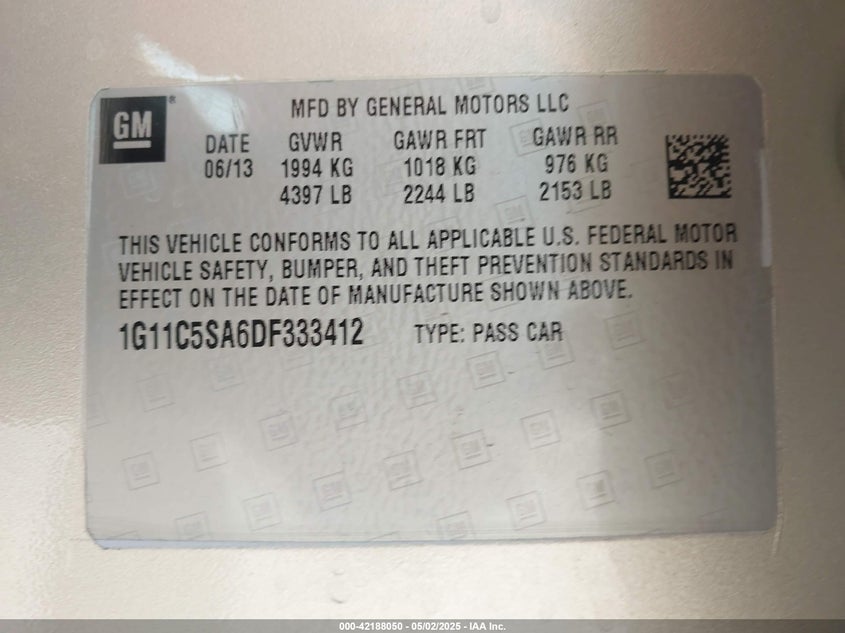 GM ®
MFD BY GENERAL MOTORS LLC
DATE GVWR GAWR FRT GAWR RR
06/13 1994 KG 1018 KG 976 KG
4397 LB 2244 LB 2153 LB
THIS VEHICLE CONFORMS TO ALL APPLICABLE U.S. FEDERAL MOTOR
VEHICLE SAFETY, BUMPER, AND THEFT PREVENTION STANDARDS IN
EFFECT ON THE DATE OF MANUFACTURE SHOWN ABOVE.
1G11C5SA6DF333412 TYPE: PASS CAR
000-42188050 - 05/02/2025 - IAA Inc.